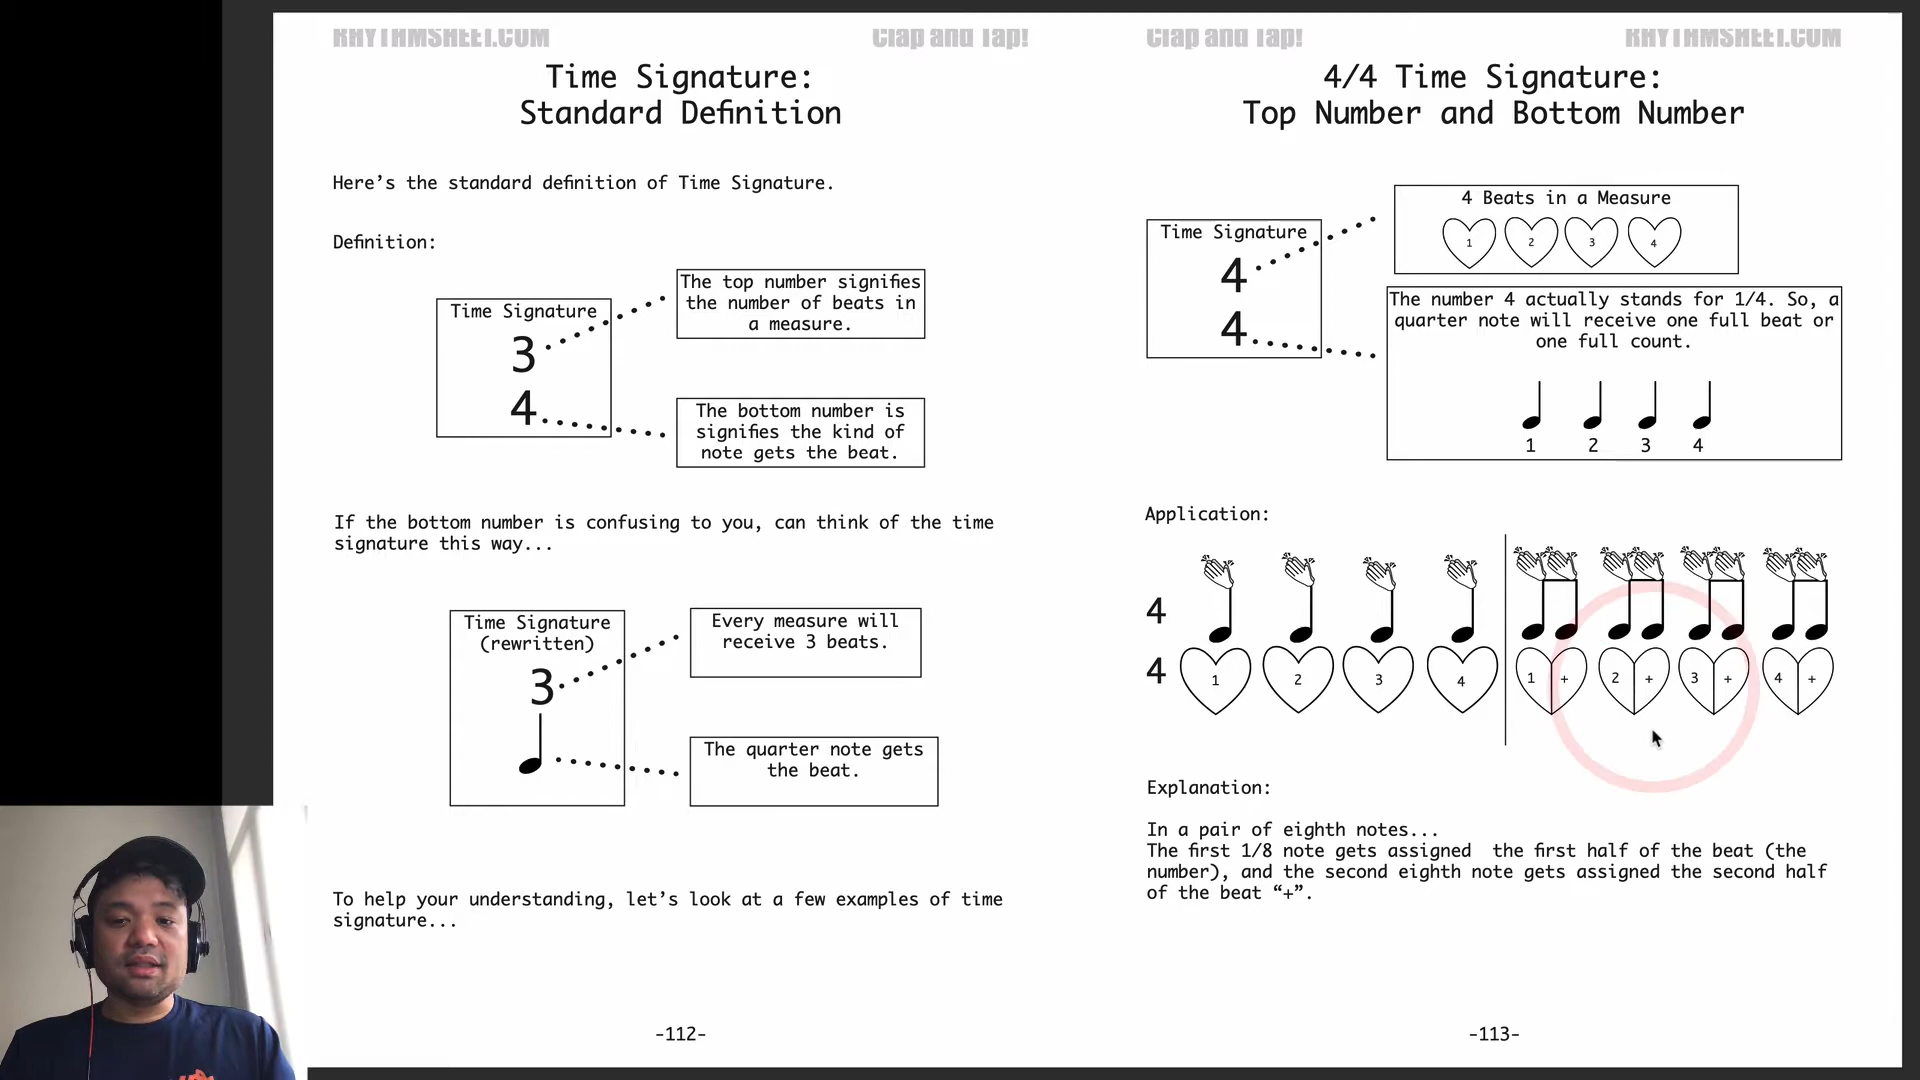 RHYTHMSHEET.COM
Clap and Tap!
Time Signature:
Standard Definition
Here's the standard definition of Time Signature.
Definition:
Time Signature
3
4
The top number signifies
the number of beats in
a measure.
The bottom number is
signifies the kind of
note gets the beat.
If the bottom number is confusing to you, can think of the time
signature this way...
Time Signature
(rewritten)
3
Every measure will
receive 3 beats.
The quarter note gets
the beat.
To help your understanding, let's look at a few examples of time
signature...
-112-
Clap and Tap!
RHYTHMSHEET.COM
4/4 Time Signature:
Top Number and Bottom Number
Time Signature
4
4
4 Beats in a Measure
1 2 3 4
The number 4 actually stands for 1/4. So, a
quarter note will receive one full beat or
one full count.
1 2 3 4
Application:
4
4 1 2 3 4 1 + 2 + 3 + 4 +
Explanation:
In a pair of eighth notes...
The first 1/8 note gets assigned the first half of the beat (the
number), and the second eighth note gets assigned the second half
of the beat “+”.
-113-